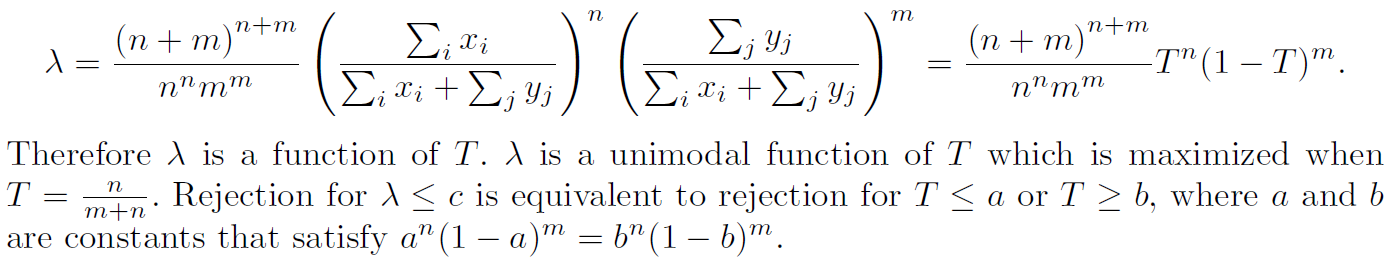 λ = \frac{(n + m)^{n+m}}{n^n m^m} \left( \frac{\sum_i x_i}{\sum_i x_i + \sum_j y_j} \right)^n \left( \frac{\sum_j y_j}{\sum_i x_i + \sum_j y_j} \right)^m = \frac{(n + m)^{n+m}}{n^n m^m} T^n (1 − T)^m.
Therefore λ is a function of T. λ is a unimodal function of T which is maximized when
T = \frac{n}{m+n}. Rejection for λ ≤ c is equivalent to rejection for T ≤ a or T ≥ b, where a and b
are constants that satisfy a^n(1 − a)^m = b^n(1 − b)^m.